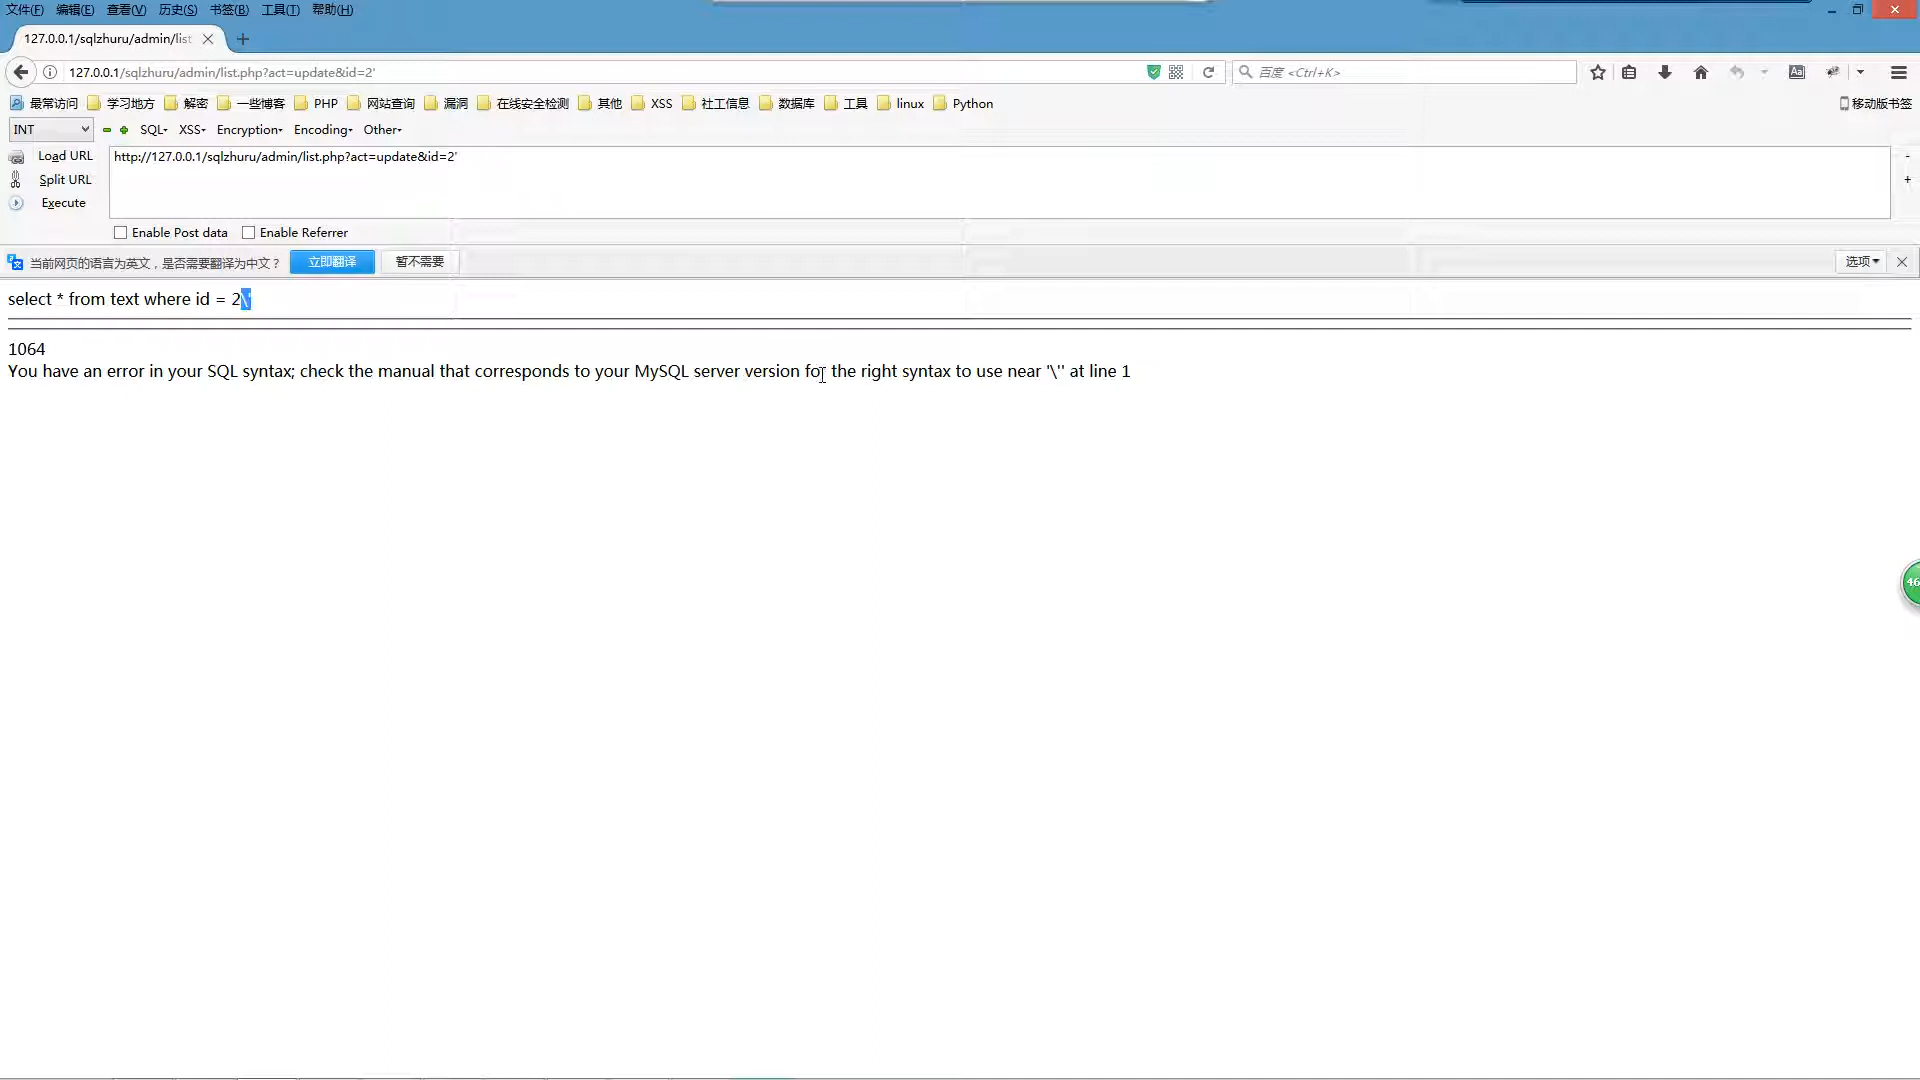 文件(F) 编辑(E) 查看(V) 历史(S) 书签(B) 工具(T) 帮助(H)
127.0.0.1/sqlzhuru/admin/list
127.0.0.1/sqlzhuru/admin/list.php?act=update&id=2'
百度 <Ctrl+K>
最常访问 学习地方 解密 一些博客 PHP 网站查询 漏洞 在线安全检测 其他 XSS 社工信息 数据库 工具 linux Python 移动版书签
INT SQL XSS Encryption Encoding Other
Load URL http://127.0.0.1/sqlzhuru/admin/list.php?act=update&id=2' -
Split URL +
Execute
Enable Post data Enable Referrer
当前网页的语言为英文，是否需要翻译为中文？ 立即翻译 暂不需要 选项
select * from text where id = 2\'
1064
You have an error in your SQL syntax; check the manual that corresponds to your MySQL server version for the right syntax to use near '\'' at line 1
46